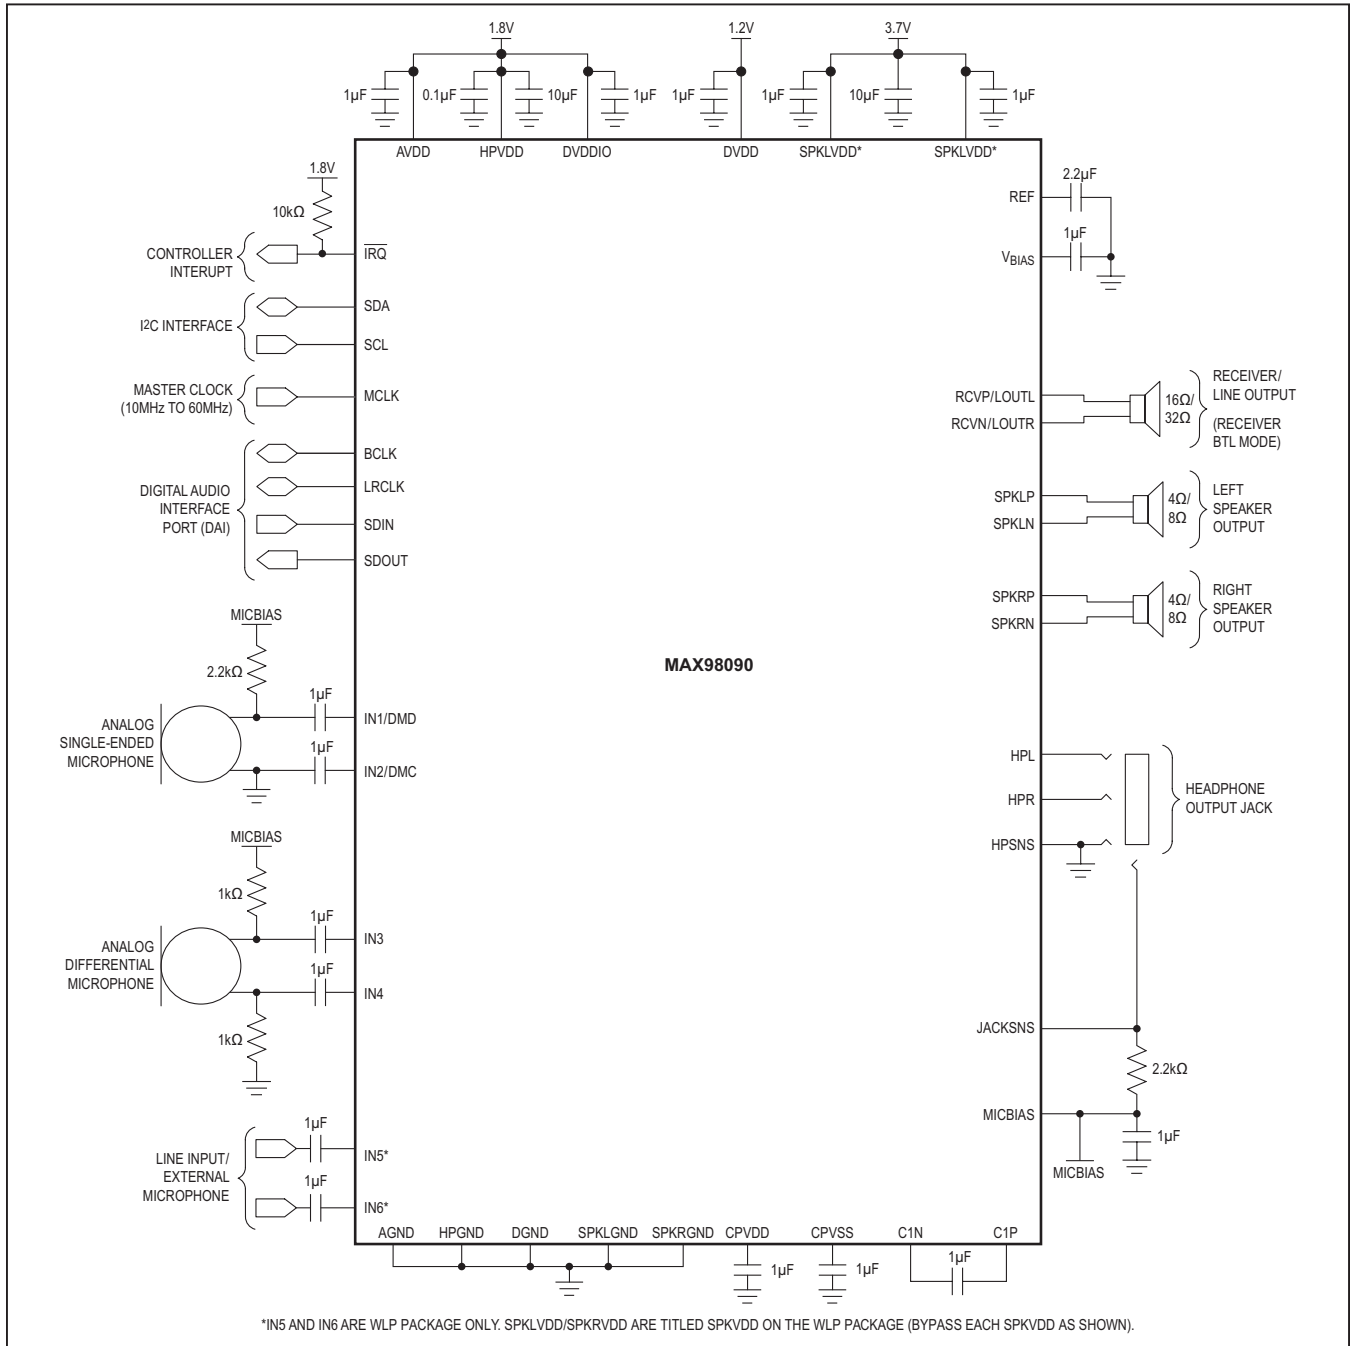 1.8V
1.2V
3.7V
1µF
0.1µF
10µF
1µF
1µF
1µF
10µF
1µF
AVDD
HPVDD
DVDDIO
DVDD
SPKLVDD*
SPKLVDD*
1.8V
10kΩ
CONTROLLER
INTERUPT
IRQ
I2C INTERFACE
SDA
SCL
MASTER CLOCK
(10MHz TO 60MHz)
MCLK
DIGITAL AUDIO
INTERFACE
PORT (DAI)
BCLK
LRCLK
SDIN
SDOUT
MICBIAS
2.2kΩ
ANALOG
SINGLE-ENDED
MICROPHONE
1µF
IN1/DMD
1µF
IN2/DMC
MICBIAS
1kΩ
ANALOG
DIFFERENTIAL
MICROPHONE
1µF
IN3
1µF
IN4
1kΩ
LINE INPUT/
EXTERNAL
MICROPHONE
1µF
IN5*
1µF
IN6*
MAX98090
REF
2.2µF
VBIAS
1µF
RCVP/LOUTL
RCVN/LOUTR
16Ω/
32Ω
RECEIVER/
LINE OUTPUT
(RECEIVER
BTL MODE)
SPKLP
SPKLN
4Ω/
8Ω
LEFT
SPEAKER
OUTPUT
SPKRP
SPKRN
4Ω/
8Ω
RIGHT
SPEAKER
OUTPUT
HPL
HPR
HPSNS
HEADPHONE
OUTPUT JACK
JACKSNS
2.2kΩ
MICBIAS
1µF
MICBIAS
AGND
HPGND
DGND
SPKLGND
SPKRGND
CPVDD
CPVSS
C1N
C1P
1µF
1µF
1µF
*IN5 AND IN6 ARE WLP PACKAGE ONLY. SPKLVDD/SPKRVDD ARE TITLED SPKVDD ON THE WLP PACKAGE (BYPASS EACH SPKVDD AS SHOWN).